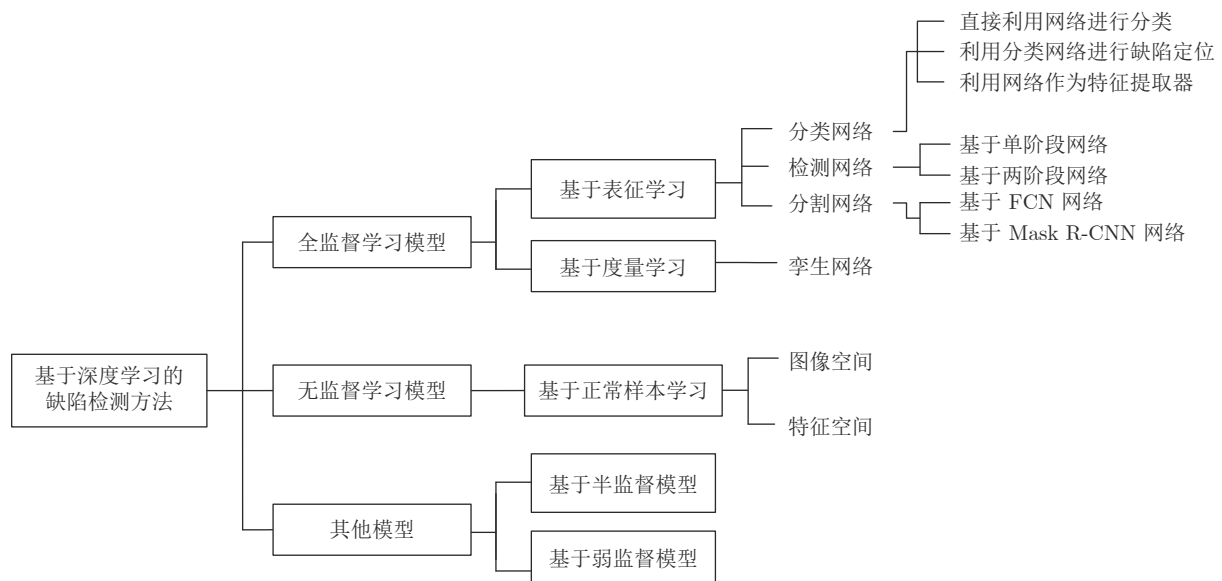 直接利用网络进行分类
利用分类网络进行缺陷定位
利用网络作为特征提取器
分类网络
检测网络
分割网络
基于单阶段网络
基于两阶段网络
基于 FCN 网络
基于 Mask R-CNN 网络
基于表征学习
全监督学习模型
基于度量学习
孪生网络
基于深度学习的
缺陷检测方法
无监督学习模型
基于正常样本学习
图像空间
特征空间
其他模型
基于半监督模型
基于弱监督模型